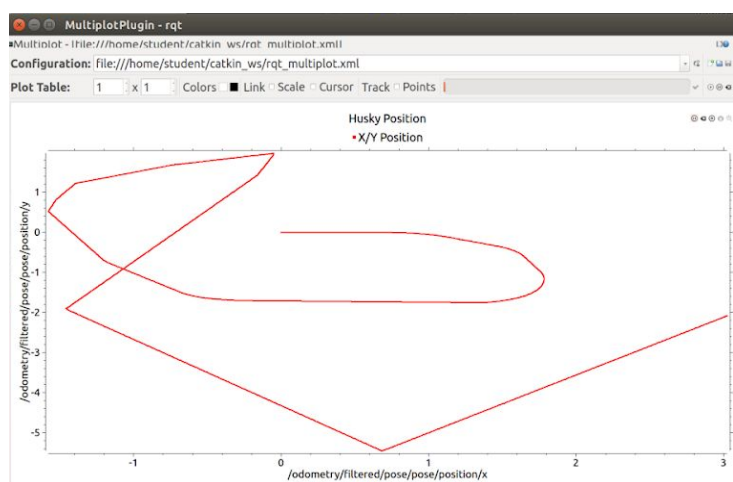 MultiplotPlugin - rqt
Multiplot - [file:///home/student/catkin_ws/rqt_multiplot.xml]
Configuration: file:///home/student/catkin_ws/rqt_multiplot.xml
Plot Table: 1 x 1 Colors Link Scale Cursor Track Points
Husky Position
X/Y Position
1
0
-1
-2
-3
-4
-5
/odometry/filtered/pose/pose/position/y
-1 0 1 2 3
/odometry/filtered/pose/pose/position/x